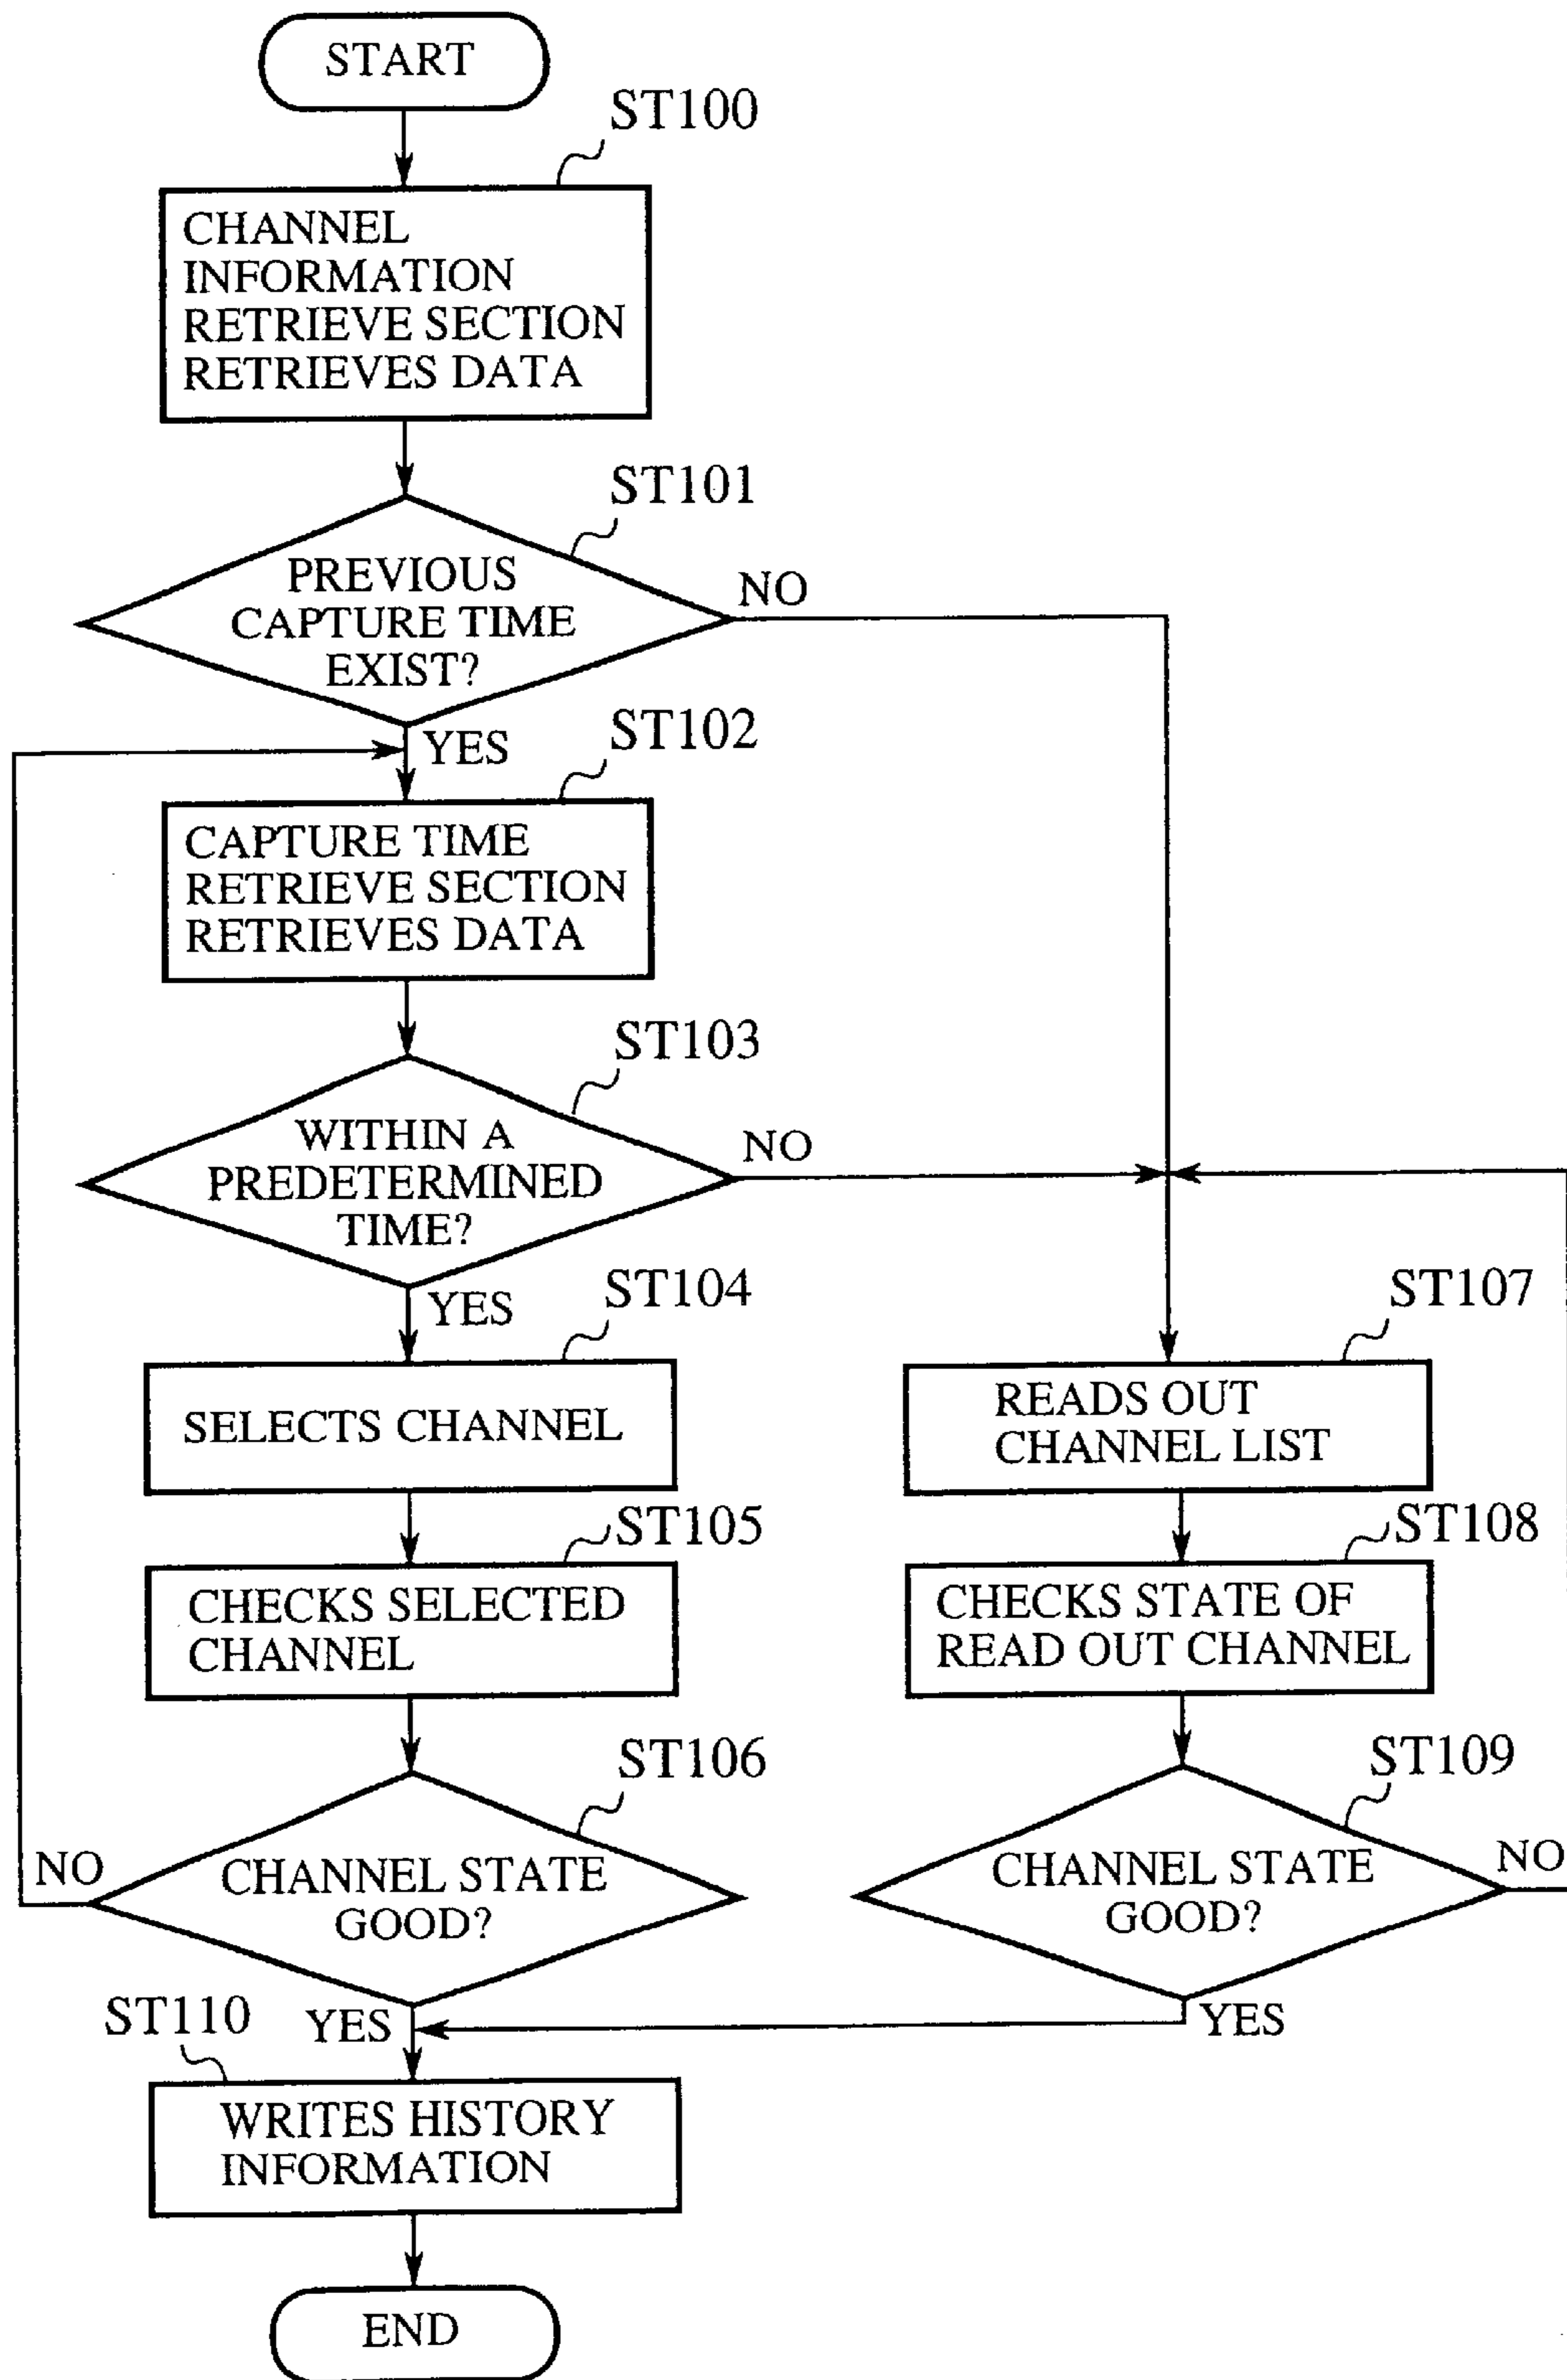 START
ST100
CHANNEL
INFORMATION
RETRIEVE SECTION
RETRIEVES DATA
ST101
PREVIOUS
CAPTURE TIME
EXIST?
NO
YES
ST102
CAPTURE TIME
RETRIEVE SECTION
RETRIEVES DATA
ST103
WITHIN A
PREDETERMINED
TIME?
NO
YES
ST104
SELECTS CHANNEL
ST105
CHECKS SELECTED
CHANNEL
ST106
CHANNEL STATE
GOOD?
NO
YES
ST107
READS OUT
CHANNEL LIST
ST108
CHECKS STATE OF
READ OUT CHANNEL
ST109
CHANNEL STATE
GOOD?
NO
YES
ST110
WRITES HISTORY
INFORMATION
END